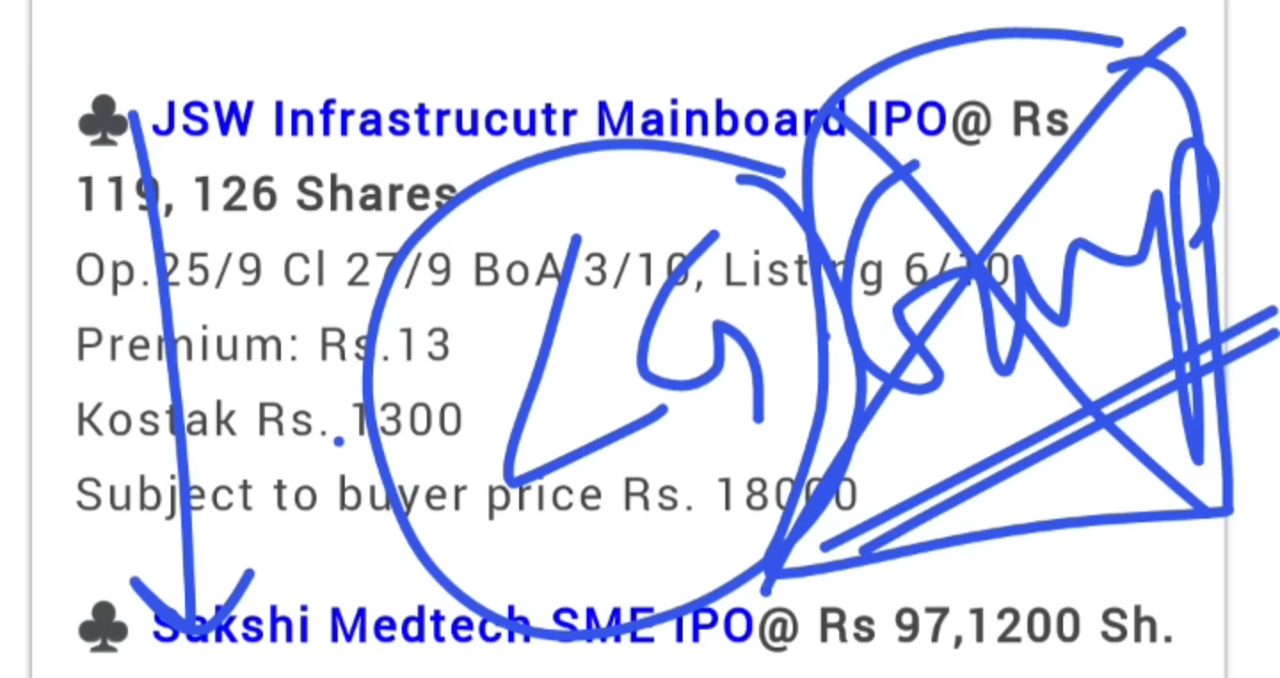 ♣ JSW Infrastrucutr Mainboard IPO@ Rs
119, 126 Shares
Op.25/9 Cl 27/9 BoA 3/10, Listing 6/10
Premium: Rs.13
Kostak Rs. 1300
Subject to buyer price Rs. 18000
LG
♣ Sakshi Medtech SME IPO@ Rs 97,1200 Sh.